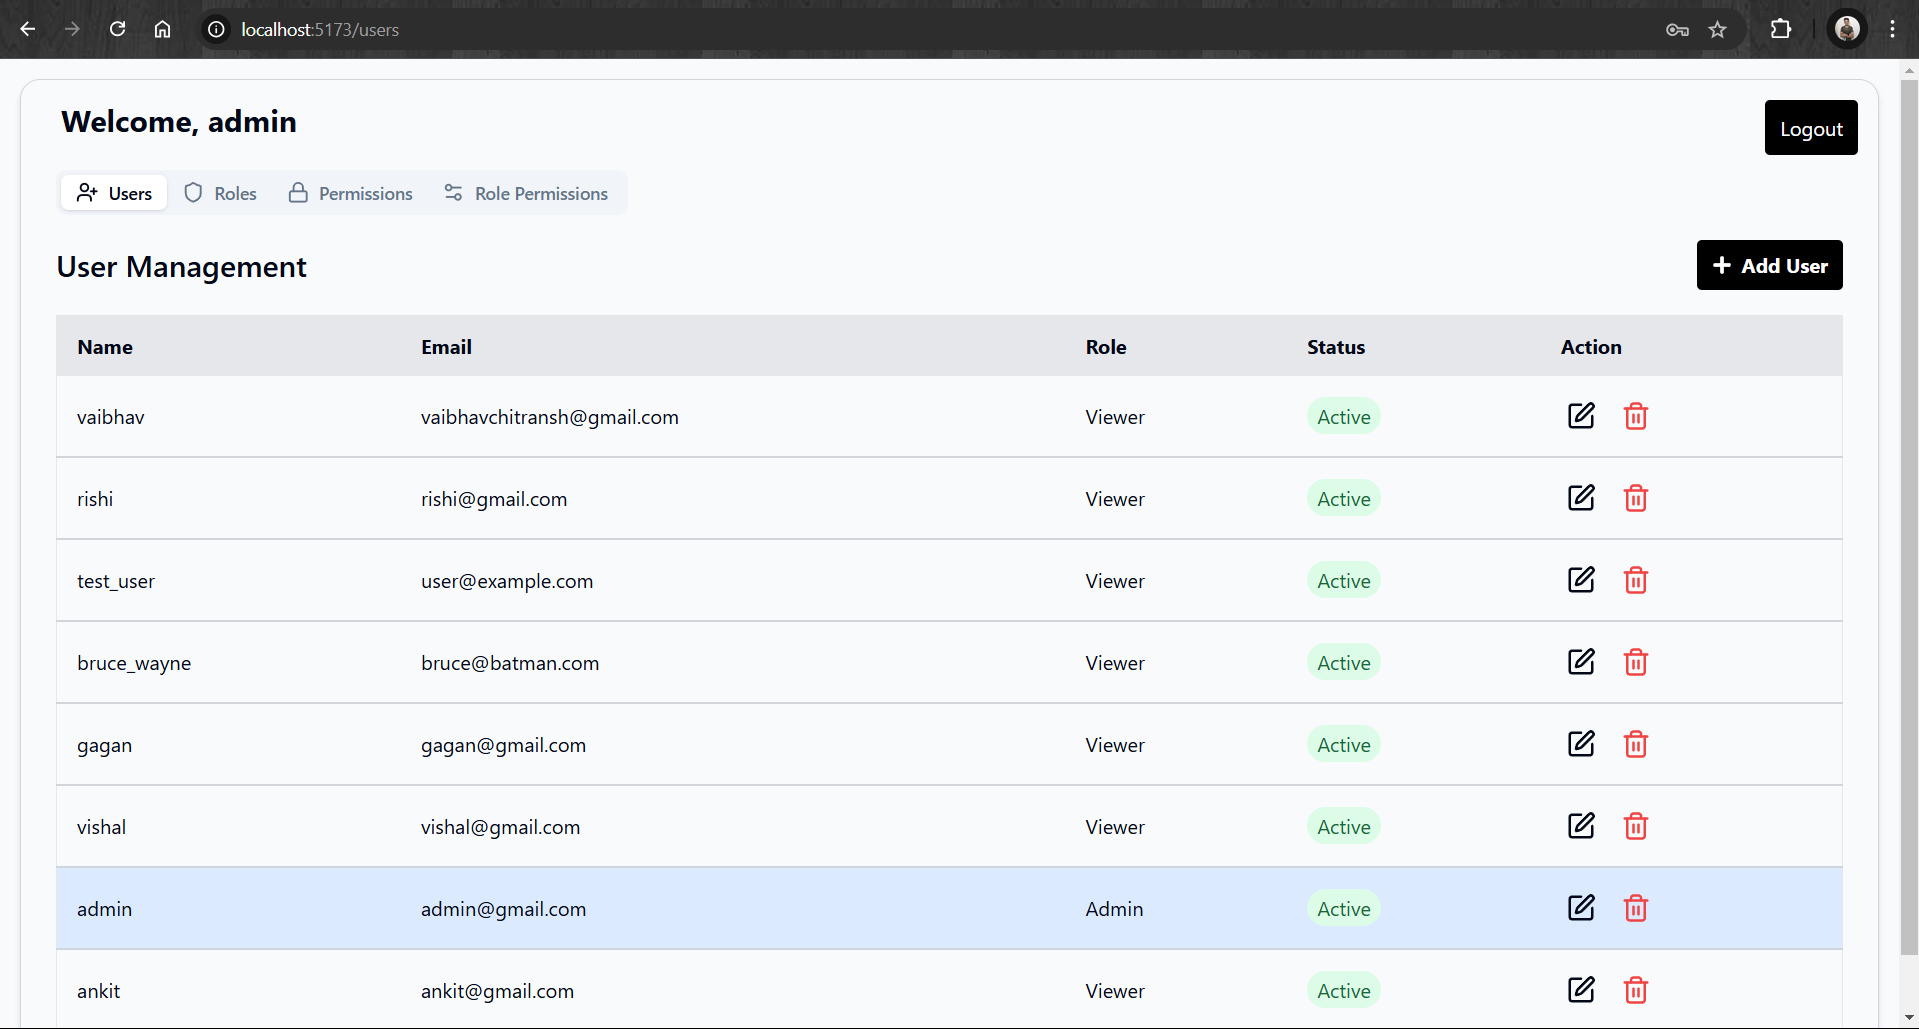 localhost:5173/users
Welcome, admin
Logout
Users Roles Permissions Role Permissions
User Management
Add User
Name Email Role Status Action
vaibhav vaibhavchitransh@gmail.com Viewer Active
rishi rishi@gmail.com Viewer Active
test_user user@example.com Viewer Active
bruce_wayne bruce@batman.com Viewer Active
gagan gagan@gmail.com Viewer Active
vishal vishal@gmail.com Viewer Active
admin admin@gmail.com Admin Active
ankit ankit@gmail.com Viewer Active